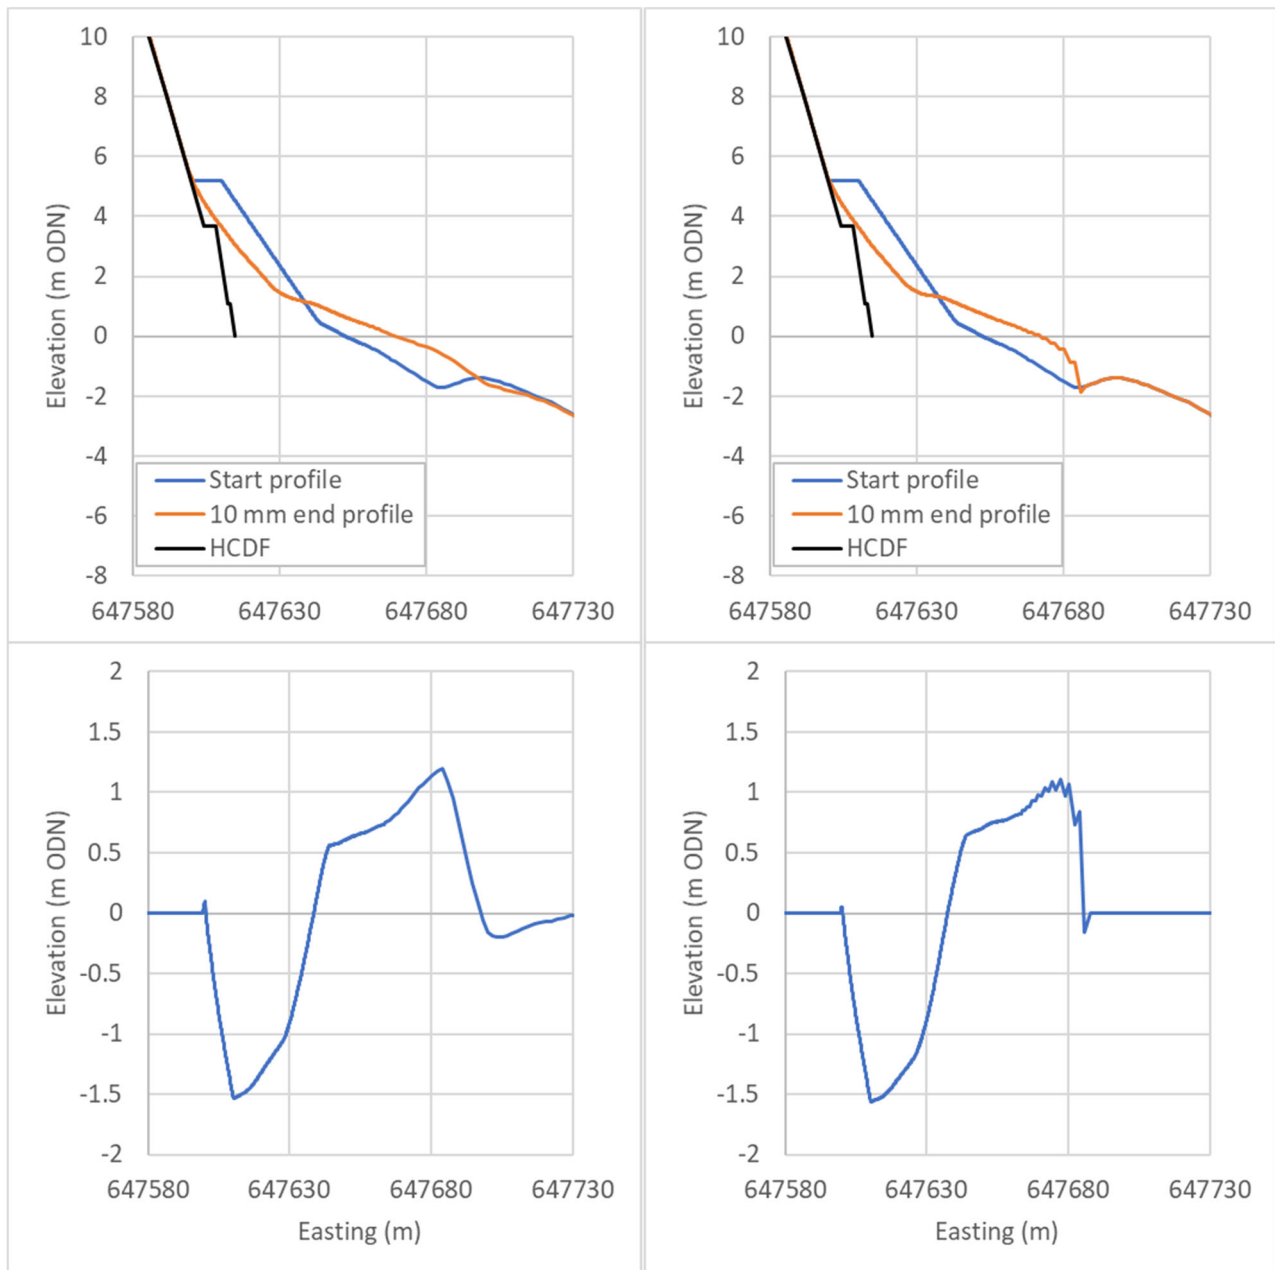 10
8
6
4
2
0
-2
-4
-6
-8
Elevation (m ODN)
Start profile
10 mm end profile
HCDF
647580 647630 647680 647730
10
8
6
4
2
0
-2
-4
-6
-8
Elevation (m ODN)
Start profile
10 mm end profile
HCDF
647580 647630 647680 647730
2
1.5
1
0.5
0
-0.5
-1
-1.5
-2
Elevation (m ODN)
647580 647630 647680 647730
Easting (m)
2
1.5
1
0.5
0
-0.5
-1
-1.5
-2
Elevation (m ODN)
647580 647630 647680 647730
Easting (m)